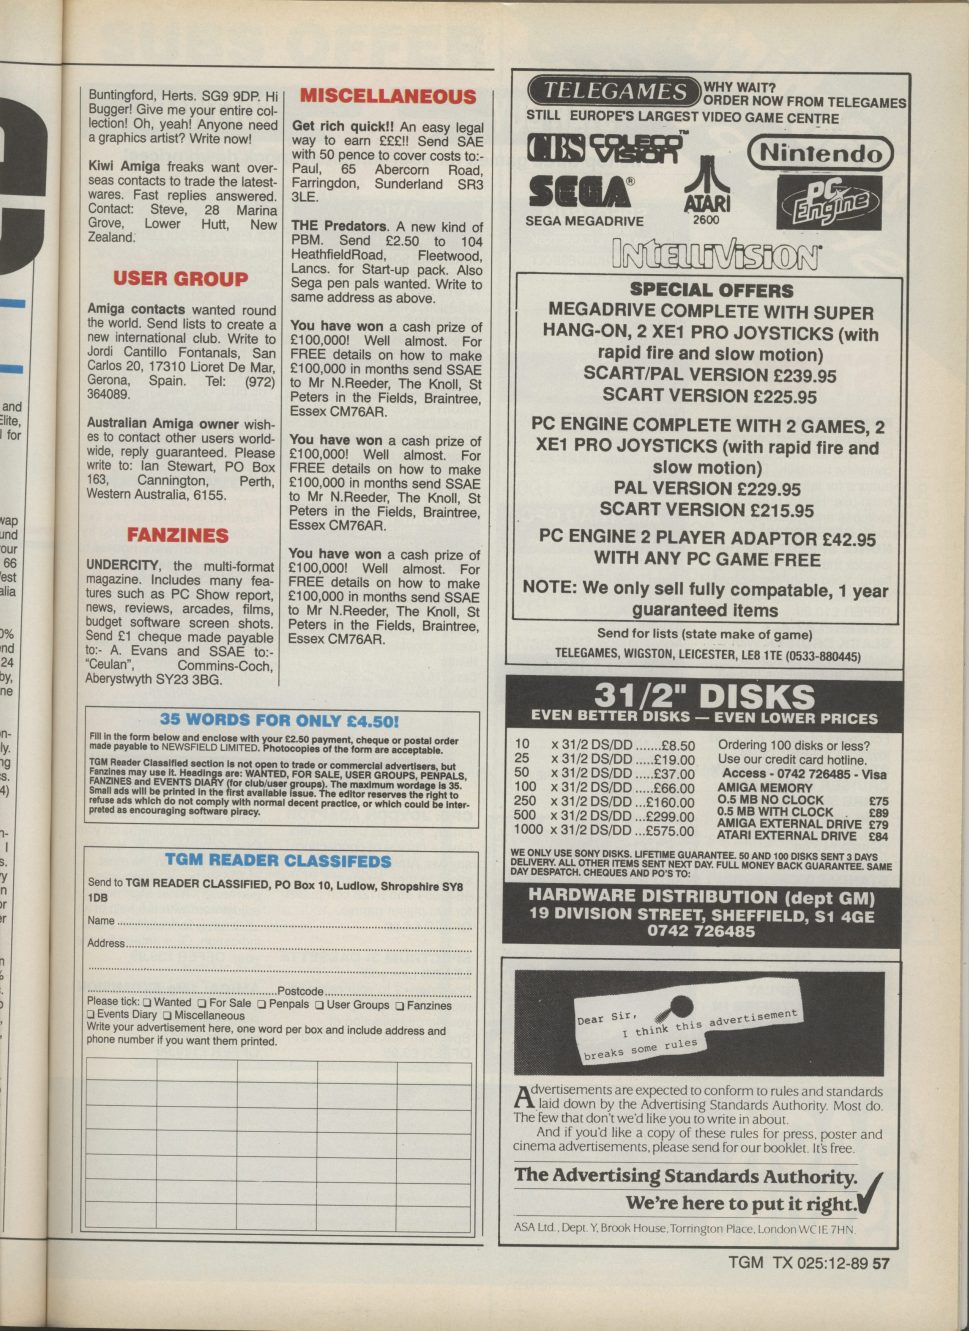 Buntingford, Herts. SG9 9DP. Hi
Bugger! Give me your entire col-
lection! Oh, yeah! Anyone need
a graphics artist? Write now!
Kiwi Amiga freaks want over-
seas contacts to trade the latest-
wares. Fast replies answered.
Contact: Steve, 28 Marina
Grove, Lower Hutt, New
Zealand.
USER GROUP
Amiga contacts wanted round
the world. Send lists to create a
new international club. Write to
Jordi Cantillo Fontanals, San
Carlos 20, 17310 Lioret De Mar,
Gerona, Spain. Tel: (972)
364089.
Australian Amiga owner wish-
es to contact other users world-
wide, reply guaranteed. Please
write to: Ian Stewart, PO Box
163, Cannington, Perth,
Western Australia, 6155.
FANZINES
UNDERCITY, the multi-format
magazine. Includes many fea-
tures such as PC Show report,
news, reviews, arcades, films,
budget software screen shots.
Send £1 cheque made payable
to:- A. Evans and SSAE to:-
"Ceulan", Commins-Coch,
Aberystwyth SY23 3BG.
MISCELLANEOUS
Get rich quick!! An easy legal
way to earn £££!! Send SAE
with 50 pence to cover costs to:-
Paul, 65 Abercorn Road,
Farringdon, Sunderland SR3
3LE.
THE Predators. A new kind of
PBM. Send £2.50 to 104
HeathfieldRoad, Fleetwood,
Lancs. for Start-up pack. Also
Sega pen pals wanted. Write to
same address as above.
You have won a cash prize of
£100,000! Well almost. For
FREE details on how to make
£100,000 in months send SSAE
to Mr N.Reeder, The Knoll, St
Peters in the Fields, Braintree,
Essex CM76AR.
You have won a cash prize of
£100,000! Well almost. For
FREE details on how to make
£100,000 in months send SSAE
to Mr N.Reeder, The Knoll, St
Peters in the Fields, Braintree,
Essex CM76AR.
You have won a cash prize of
£100,000! Well almost. For
FREE details on how to make
£100,000 in months send SSAE
to Mr N.Reeder, The Knoll, St
Peters in the Fields, Braintree,
Essex CM76AR.
35 WORDS FOR ONLY £4.50!
Fill in the form below and enclose with your £2.50 payment, cheque or postal order
made payable to NEWSFIELD LIMITED. Photocopies of the form are acceptable.
TGM Reader Classified section is not open to trade or commercial advertisers, but
Fanzines may use it. Headings are: WANTED, FOR SALE, USER GROUPS, PENPALS,
FANZINES and EVENTS DIARY (for club/user groups). The maximum wordage is 35.
Small ads will be printed in the first available issue. The editor reserves the right to
refuse ads which do not comply with normal decent practice, or which could be inter-
preted as encouraging software piracy.
TGM READER CLASSIFEDS
Send to TGM READER CLASSIFIED, PO Box 10, Ludlow, Shropshire SY8
1DB
Name
Address
Postcode
Please tick: ❏ Wanted ❏ For Sale ❏ Penpals ❏ User Groups ❏ Fanzines
❏ Events Diary ❏ Miscellaneous
Write your advertisement here, one word per box and include address and
phone number if you want them printed.
TELEGAMES WHY WAIT?
ORDER NOW FROM TELEGAMES
STILL EUROPE'S LARGEST VIDEO GAME CENTRE
CBS COLECO VISION™
Nintendo
SEGA®
SEGA MEGADRIVE
ATARI
2600
PC Engine
INTELLIVISION
SPECIAL OFFERS
MEGADRIVE COMPLETE WITH SUPER
HANG-ON, 2 XE1 PRO JOYSTICKS (with
rapid fire and slow motion)
SCART/PAL VERSION £239.95
SCART VERSION £225.95
PC ENGINE COMPLETE WITH 2 GAMES, 2
XE1 PRO JOYSTICKS (with rapid fire and
slow motion)
PAL VERSION £229.95
SCART VERSION £215.95
PC ENGINE 2 PLAYER ADAPTOR £42.95
WITH ANY PC GAME FREE
NOTE: We only sell fully compatable, 1 year
guaranteed items
Send for lists (state make of game)
TELEGAMES, WIGSTON, LEICESTER, LE8 1TE (0533-880445)
31/2" DISKS
EVEN BETTER DISKS — EVEN LOWER PRICES
10 x 31/2 DS/DD .......£8.50
25 x 31/2 DS/DD .....£19.00
50 x 31/2 DS/DD .....£37.00
100 x 31/2 DS/DD .....£66.00
250 x 31/2 DS/DD ...£160.00
500 x 31/2 DS/DD ...£299.00
1000 x 31/2 DS/DD ...£575.00
Ordering 100 disks or less?
Use our credit card hotline.
Access - 0742 726485 - Visa
AMIGA MEMORY
0.5 MB NO CLOCK £75
0.5 MB WITH CLOCK £89
AMIGA EXTERNAL DRIVE £79
ATARI EXTERNAL DRIVE £84
WE ONLY USE SONY DISKS. LIFETIME GUARANTEE. 50 AND 100 DISKS SENT 3 DAYS
DELIVERY. ALL OTHER ITEMS SENT NEXT DAY. FULL MONEY BACK GUARANTEE. SAME
DAY DESPATCH. CHEQUES AND PO'S TO:
HARDWARE DISTRIBUTION (dept GM)
19 DIVISION STREET, SHEFFIELD, S1 4GE
0742 726485
Dear Sir,
I think this advertisement
breaks some rules
Advertisements are expected to conform to rules and standards
laid down by the Advertising Standards Authority. Most do.
The few that don't we'd like you to write in about.
And if you'd like a copy of these rules for press, poster and
cinema advertisements, please send for our booklet. It's free.
The Advertising Standards Authority.
We're here to put it right.
ASA Ltd., Dept. Y, Brook House, Torrington Place, London WC1E 7HN.
TGM TX 025:12-89 57